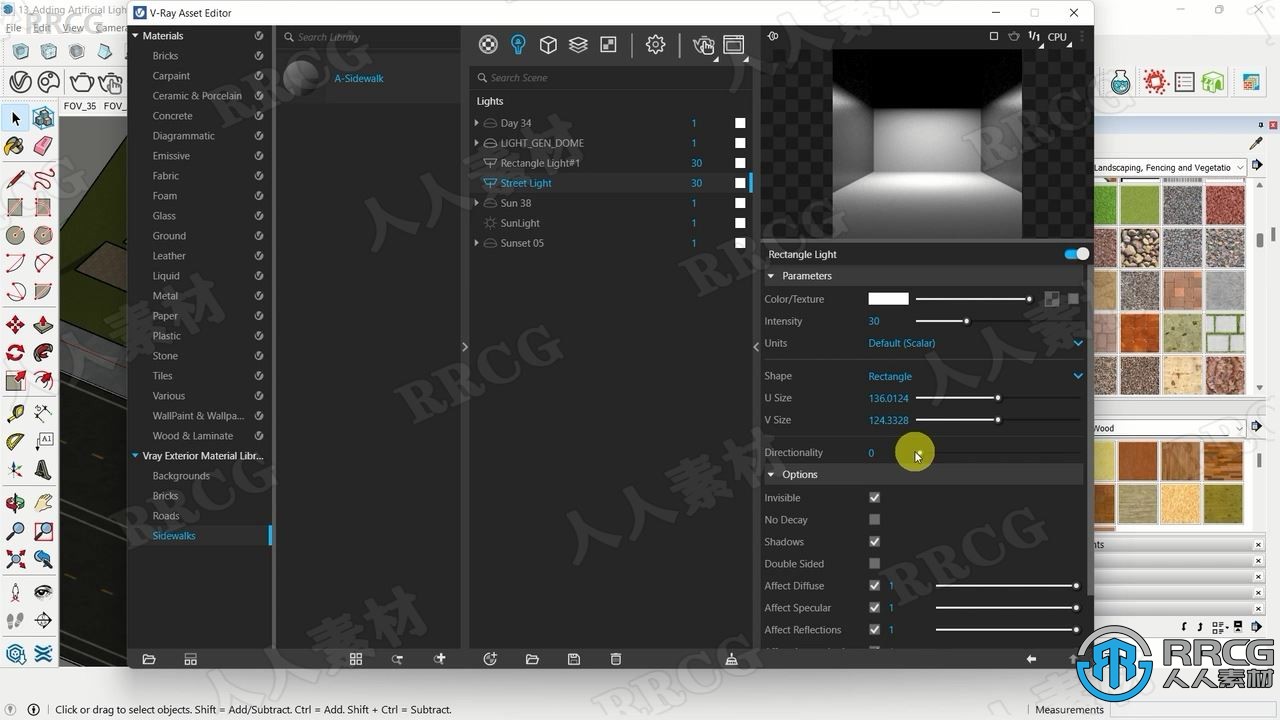 13_Adding Artificial Ligh
File Edit View Camera
V-Ray Asset Editor
FOV_35 FOV_
Materials
Bricks
Carpaint
Ceramic & Porcelain
Concrete
Diagrammatic
Emissive
Fabric
Foam
Glass
Ground
Leather
Liquid
Metal
Paper
Plastic
Stone
Tiles
Various
WallPaint & Wallpa...
Wood & Laminate
Vray Exterior Material Libr...
Backgrounds
Bricks
Roads
Sidewalks
Search Library
A-Sidewalk
Search Scene
Lights
Day 34 1
LIGHT_GEN_DOME 1
Rectangle Light#1 30
Street Light 30
Sun 38 1
SunLight 1
Sunset 05 1
1/1 CPU
Rectangle Light
Parameters
Color/Texture
Intensity 30
Units Default (Scalar)
Shape Rectangle
U Size 136.0124
V Size 124.3328
Directionality 0
Options
Invisible
No Decay
Shadows
Double Sided
Affect Diffuse 1
Affect Specular 1
Affect Reflections 1
Landscaping, Fencing and Vegetatio
Wood
nts
Click or drag to select objects. Shift = Add/Subtract. Ctrl = Add. Shift + Ctrl = Subtract.
Measurements
RRCG
人人素材